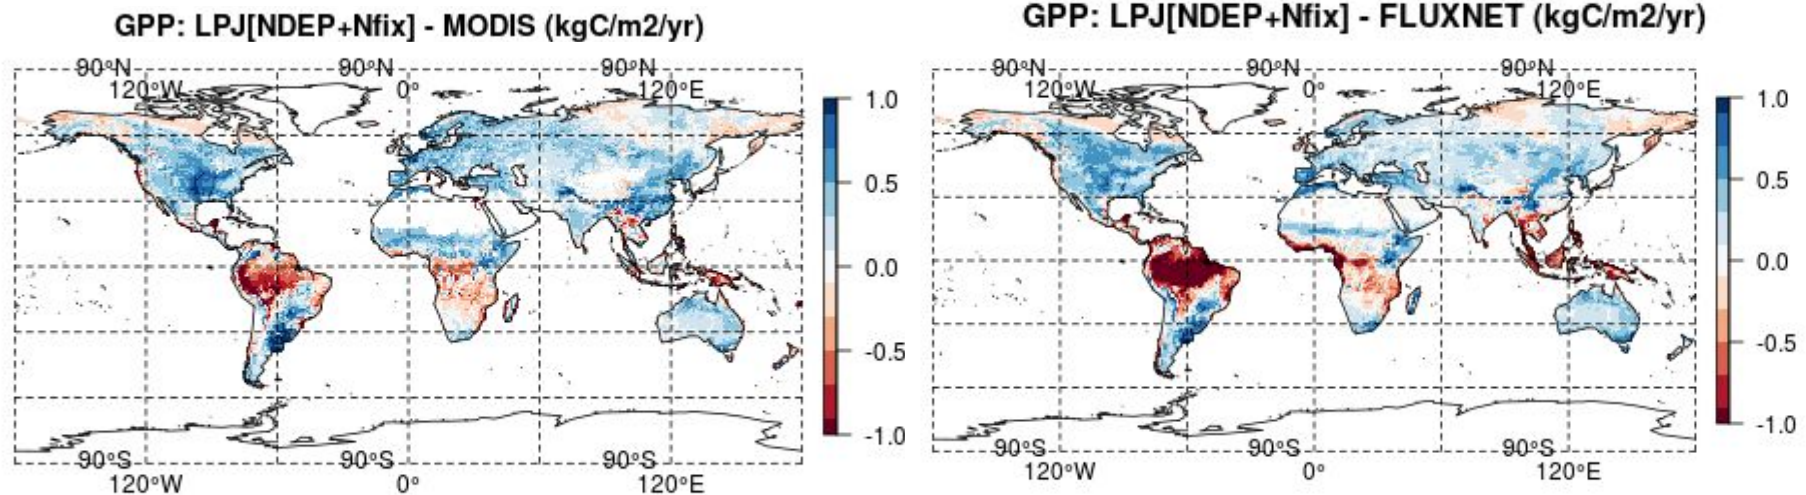 GPP: LPJ[NDEP+Nfix] - MODIS (kgC/m2/yr)
90°N 90°N 90°N
120°W 0° 120°E
1.0
0.5
0.0
-0.5
-1.0
90°S 90°S 90°S
120°W 0° 120°E
GPP: LPJ[NDEP+Nfix] - FLUXNET (kgC/m2/yr)
90°N 90°N 90°N
120°W 0° 120°E
1.0
0.5
0.0
-0.5
-1.0
90°S 90°S 90°S
120°W 0° 120°E